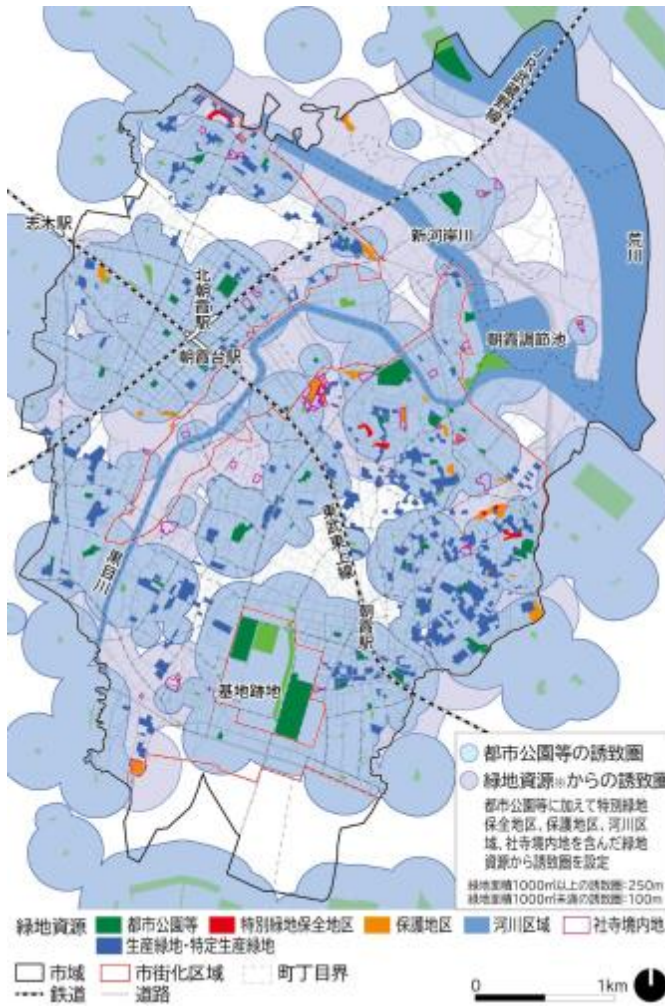 JR武蔵野線
志木駅
新河岸川
荒川
北朝霞駅
朝霞台駅
朝霞調節池
東武東上線
黒目川
朝霞駅
基地跡地
都市公園等の誘致圏
緑地資源※からの誘致圏
都市公園等に加えて特別緑地
保全地区、保護地区、河川区
域、社寺境内地を含んだ緑地
資源から誘致圏を設定
緑地面積1000㎡以上の誘致圏:250m
緑地面積1000㎡未満の誘致圏:100m
緑地資源 都市公園等 特別緑地保全地区 保護地区 河川区域 社寺境内地
生産緑地・特定生産緑地
市域 市街化区域 町丁目界
鉄道 道路
0 1km